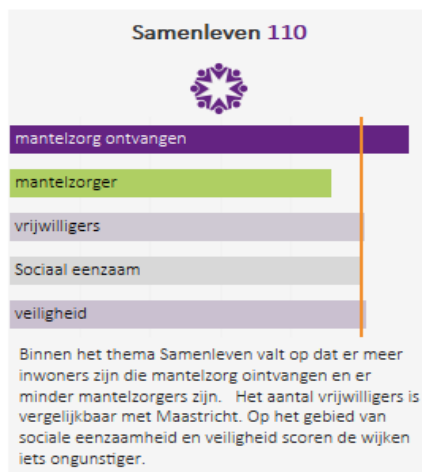 Samenleven 110
mantelzorg ontvangen
mantelzorger
vrijwilligers
Sociaal eenzaam
veiligheid
Binnen het thema Samenleven valt op dat er meer
inwoners zijn die mantelzorg ointvangen en er
minder mantelzorgers zijn.   Het aantal vrijwilligers is
vergelijkbaar met Maastricht. Op het gebied van
sociale eenzaamheid en veiligheid scoren de wijken
iets ongunstiger.